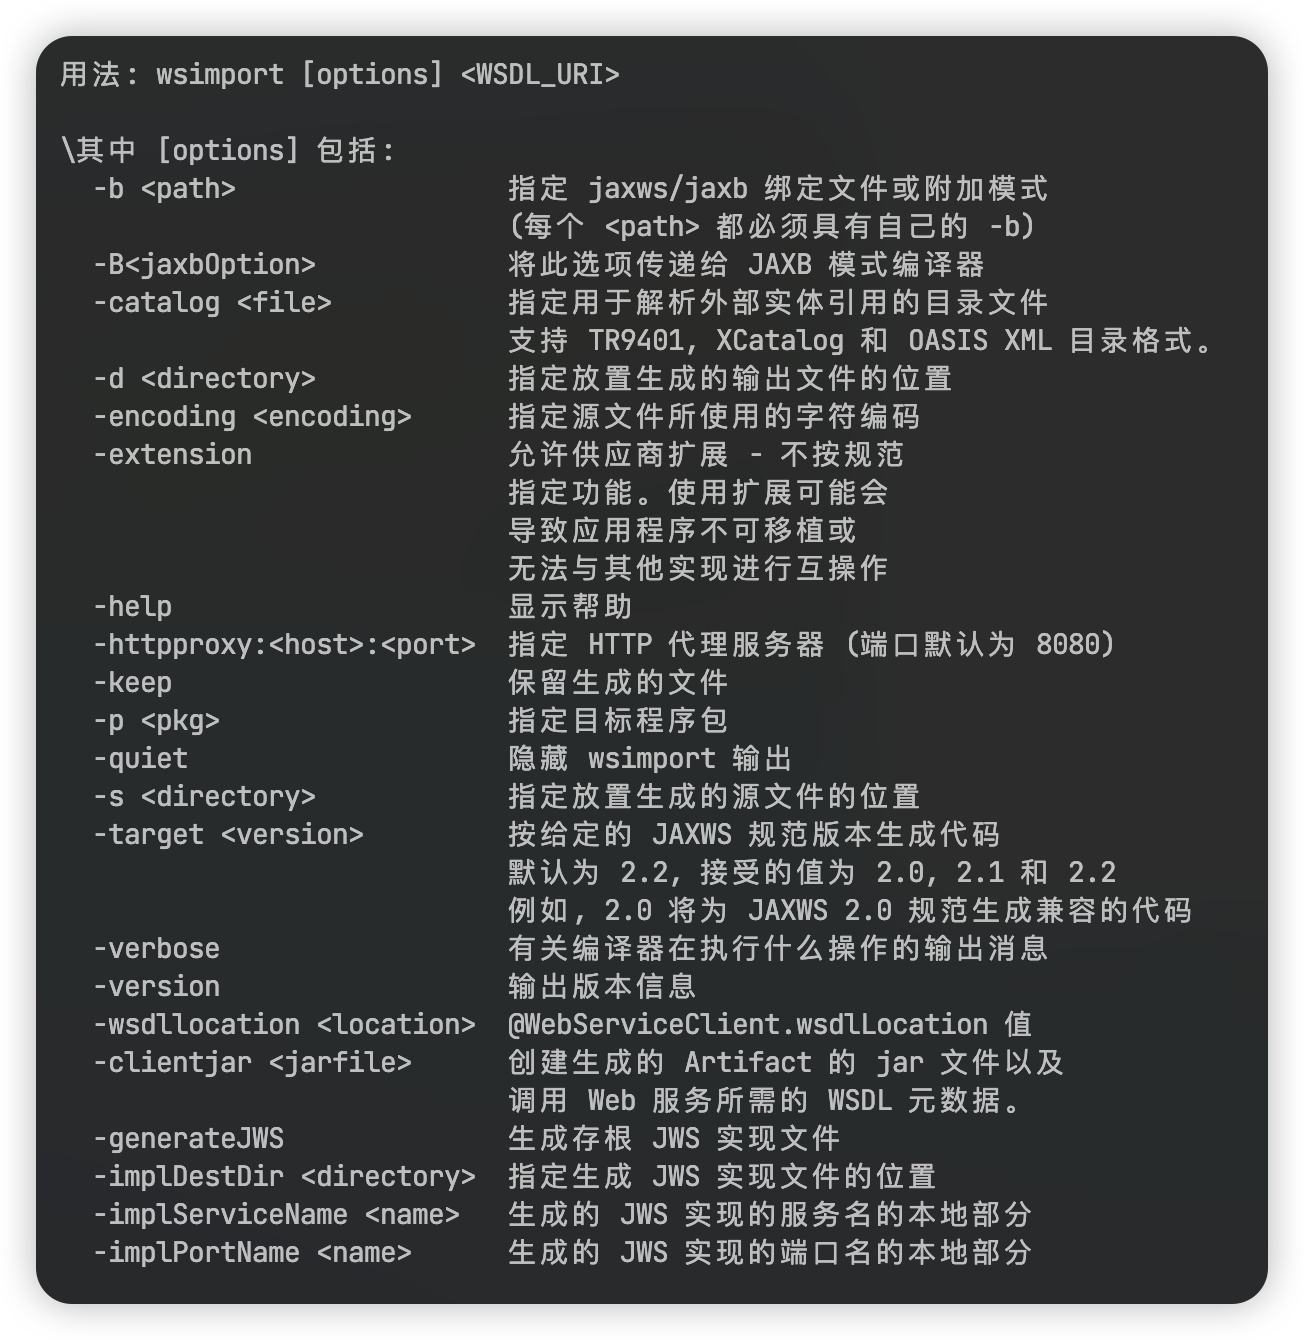 用法: wsimport [options] <WSDL_URI>
\其中 [options] 包括:
-b <path> 指定 jaxws/jaxb 绑定文件或附加模式
(每个 <path> 都必须具有自己的 -b)
-B<jaxbOption> 将此选项传递给 JAXB 模式编译器
-catalog <file> 指定用于解析外部实体引用的目录文件
支持 TR9401, XCatalog 和 OASIS XML 目录格式。
-d <directory> 指定放置生成的输出文件的位置
-encoding <encoding> 指定源文件所使用的字符编码
-extension 允许供应商扩展 - 不按规范
指定功能。使用扩展可能会
导致应用程序不可移植或
无法与其他实现进行互操作
-help 显示帮助
-httpproxy:<host>:<port> 指定 HTTP 代理服务器 (端口默认为 8080)
-keep 保留生成的文件
-p <pkg> 指定目标程序包
-quiet 隐藏 wsimport 输出
-s <directory> 指定放置生成的源文件的位置
-target <version> 按给定的 JAXWS 规范版本生成代码
默认为 2.2, 接受的值为 2.0, 2.1 和 2.2
例如, 2.0 将为 JAXWS 2.0 规范生成兼容的代码
-verbose 有关编译器在执行什么操作的输出消息
-version 输出版本信息
-wsdllocation <location> @WebServiceClient.wsdlLocation 值
-clientjar <jarfile> 创建生成的 Artifact 的 jar 文件以及
调用 Web 服务所需的 WSDL 元数据。
-generateJWS 生成存根 JWS 实现文件
-implDestDir <directory> 指定生成 JWS 实现文件的位置
-implServiceName <name> 生成的 JWS 实现的服务名的本地部分
-implPortName <name> 生成的 JWS 实现的端口名的本地部分